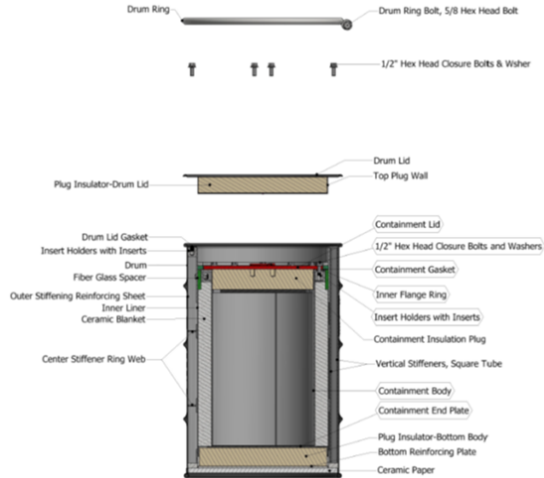 Drum Ring
Drum Ring Bolt, 5/8 Hex Head Bolt
1/2" Hex Head Closure Bolts & Wsher
Drum Lid
Plug Insulator-Drum Lid
Top Plug Wall
Containment Lid
Drum Lid Gasket
1/2" Hex Head Closure Bolts and Washers
Insert Holders with Inserts
Drum
Containment Gasket
Fiber Glass Spacer
Inner Flange Ring
Outer Stiffening Reinforcing Sheet
Inner Liner
Insert Holders with Inserts
Ceramic Blanket
Containment Insulation Plug
Center Stiffener Ring Web
Vertical Stiffeners, Square Tube
Containment Body
Containment End Plate
Plug Insulator-Bottom Body
Bottom Reinforcing Plate
Ceramic Paper